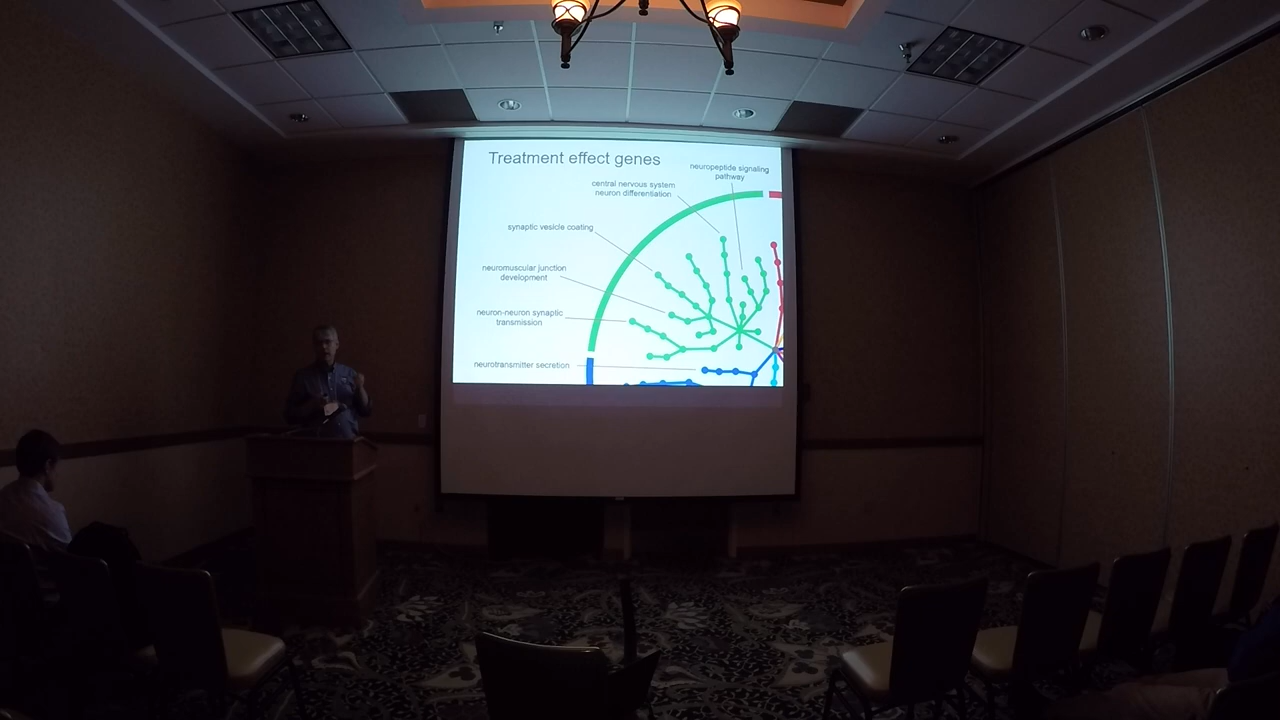 Treatment effect genes
neuropeptide signaling
pathway
central nervous system
neuron differentiation
synaptic vesicle coating
neuromuscular junction
development
neuron-neuron synaptic
transmission
neurotransmitter secretion